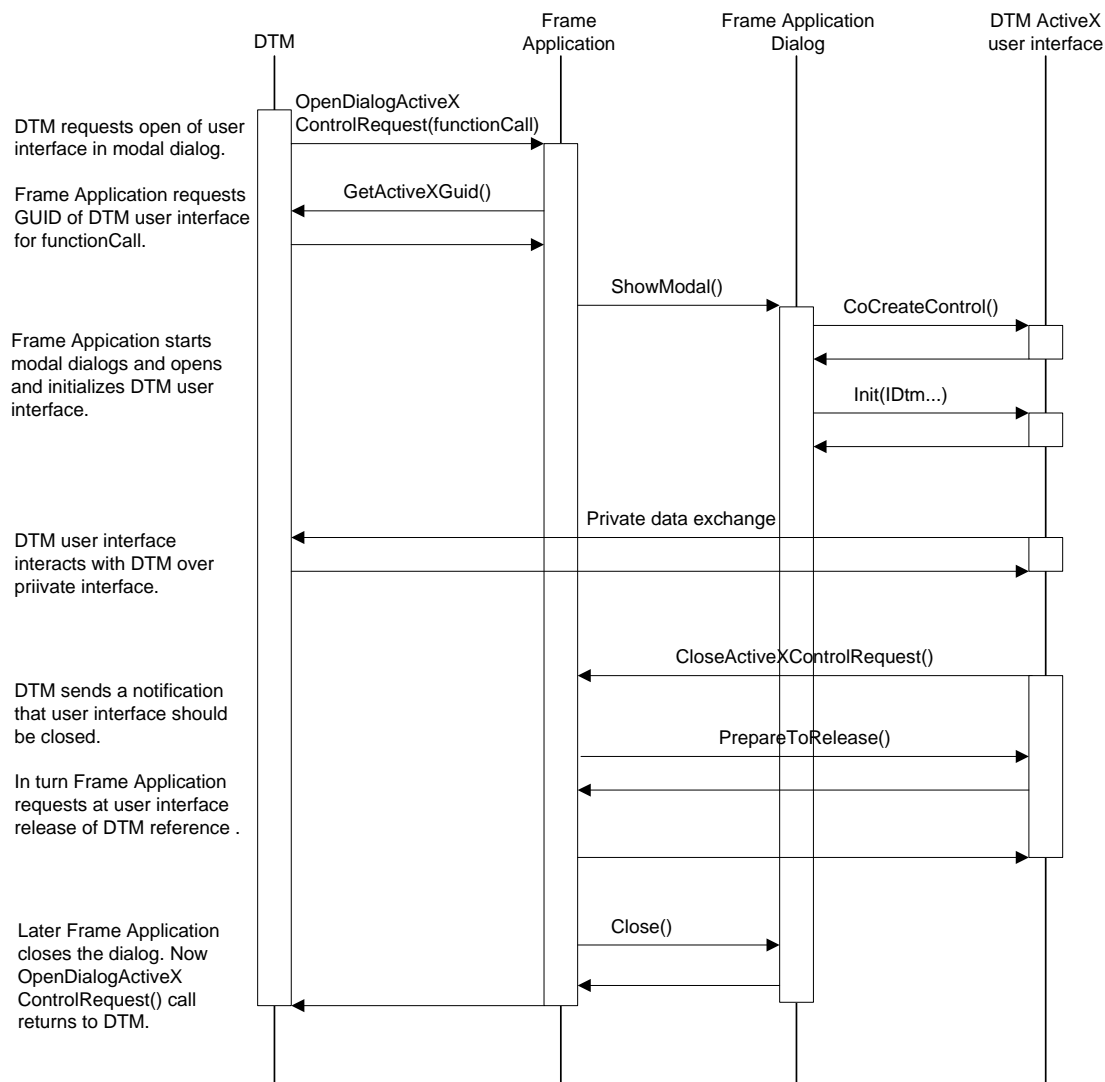 DTM
Frame
Application
Frame Application
Dialog
DTM ActiveX
user interface
OpenDialogActiveX
ControlRequest(functionCall)
DTM requests open of user
interface in modal dialog.
GetActiveXGuid()
Frame Application requests
GUID of DTM user interface
for functionCall.
ShowModal()
CoCreateControl()
Frame Appication starts
modal dialogs and opens
and initializes DTM user
interface.
Init(IDtm...)
Private data exchange
DTM user interface
interacts with DTM over
priivate interface.
CloseActiveXControlRequest()
DTM sends a notification
that user interface should
be closed.
PrepareToRelease()
In turn Frame Application
requests at user interface
release of DTM reference .
Close()
Later Frame Application
closes the dialog. Now
OpenDialogActiveX
ControlRequest() call
returns to DTM.